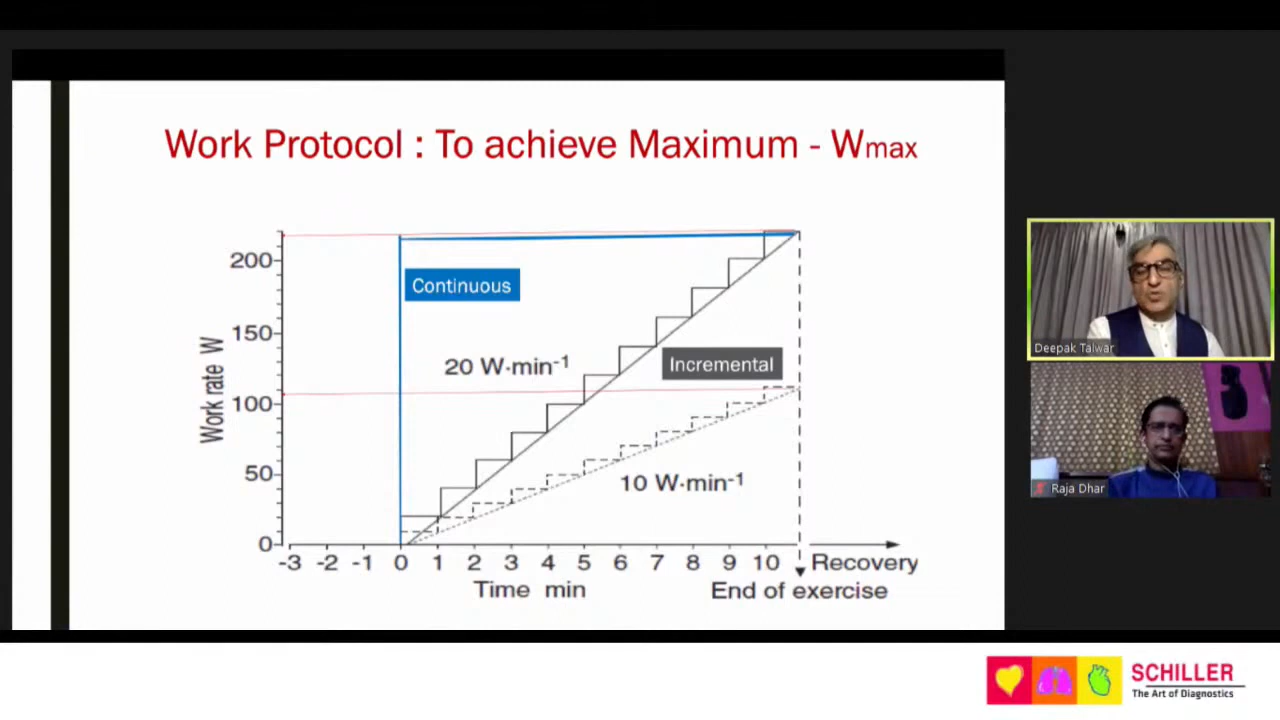 Work Protocol : To achieve Maximum - Wmax
200
150
100
50
0
Work rate W
Continuous
20 W·min-1
Incremental
10 W·min-1
-3 -2 -1 0 1 2 3 4 5 6 7 8 9 10 Recovery
Time min
End of exercise
Deepak Talwar
Raja Dhar
SCHILLER
The Art of Diagnostics